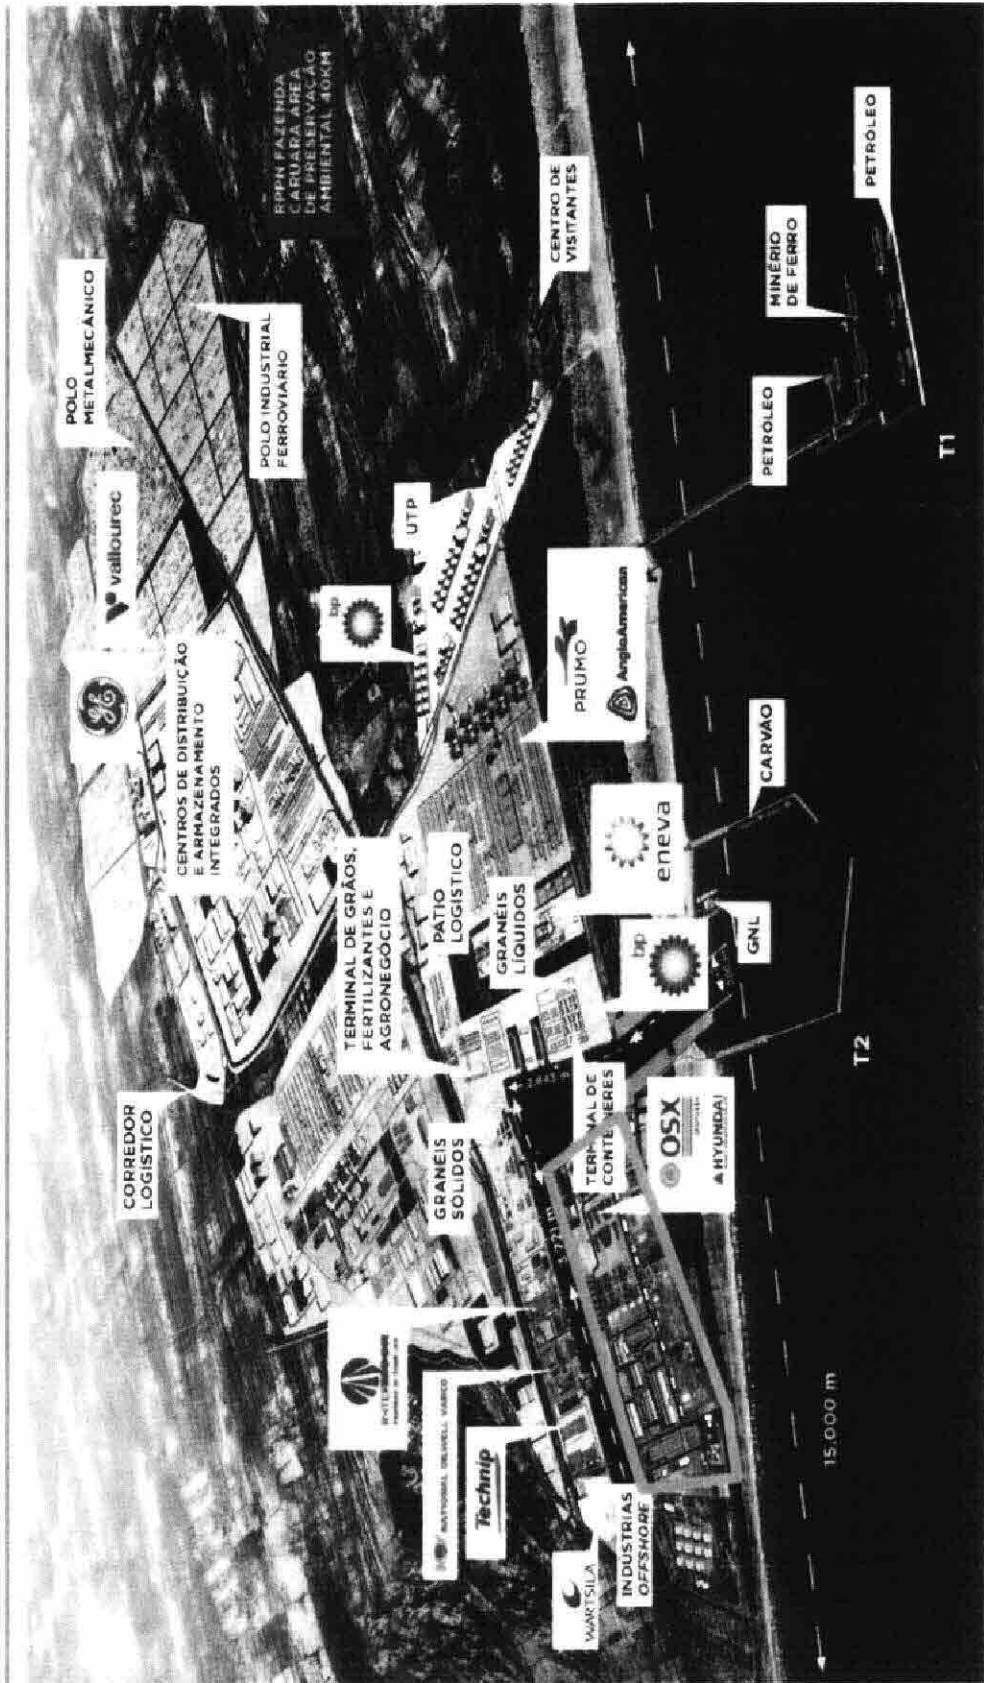 RPPN FAZENDA
CARUARA ÁREA
DE PRESERVAÇÃO
AMBIENTAL 40KM
POLO
METALMECÂNICO
vallourec
GE
POLO INDUSTRIAL
FERROVIÁRIO
CENTRO DE
VISITANTES
CENTROS DE DISTRIBUIÇÃO
E ARMAZENAMENTO
INTEGRADOS
bp
UTP
CORREDOR
LOGÍSTICO
TERMINAL DE GRÃOS,
FERTILIZANTES E
AGRONEGÓCIO
PÁTIO
LOGÍSTICO
GRANÉIS
LÍQUIDOS
PRUMO
AngloAmerican
MINÉRIO
DE FERRO
PETRÓLEO
PETRÓLEO
T1
GRANÉIS
SÓLIDOS
eneva
bp
CARVÃO
GNL
T2
TERMINAL DE
CONTÊINERES
OSX
HYUNDAI
NATIONAL OILWELL VARCO
Technip
WARTSILA
INDUSTRIAS
OFFSHORE
15.000 m